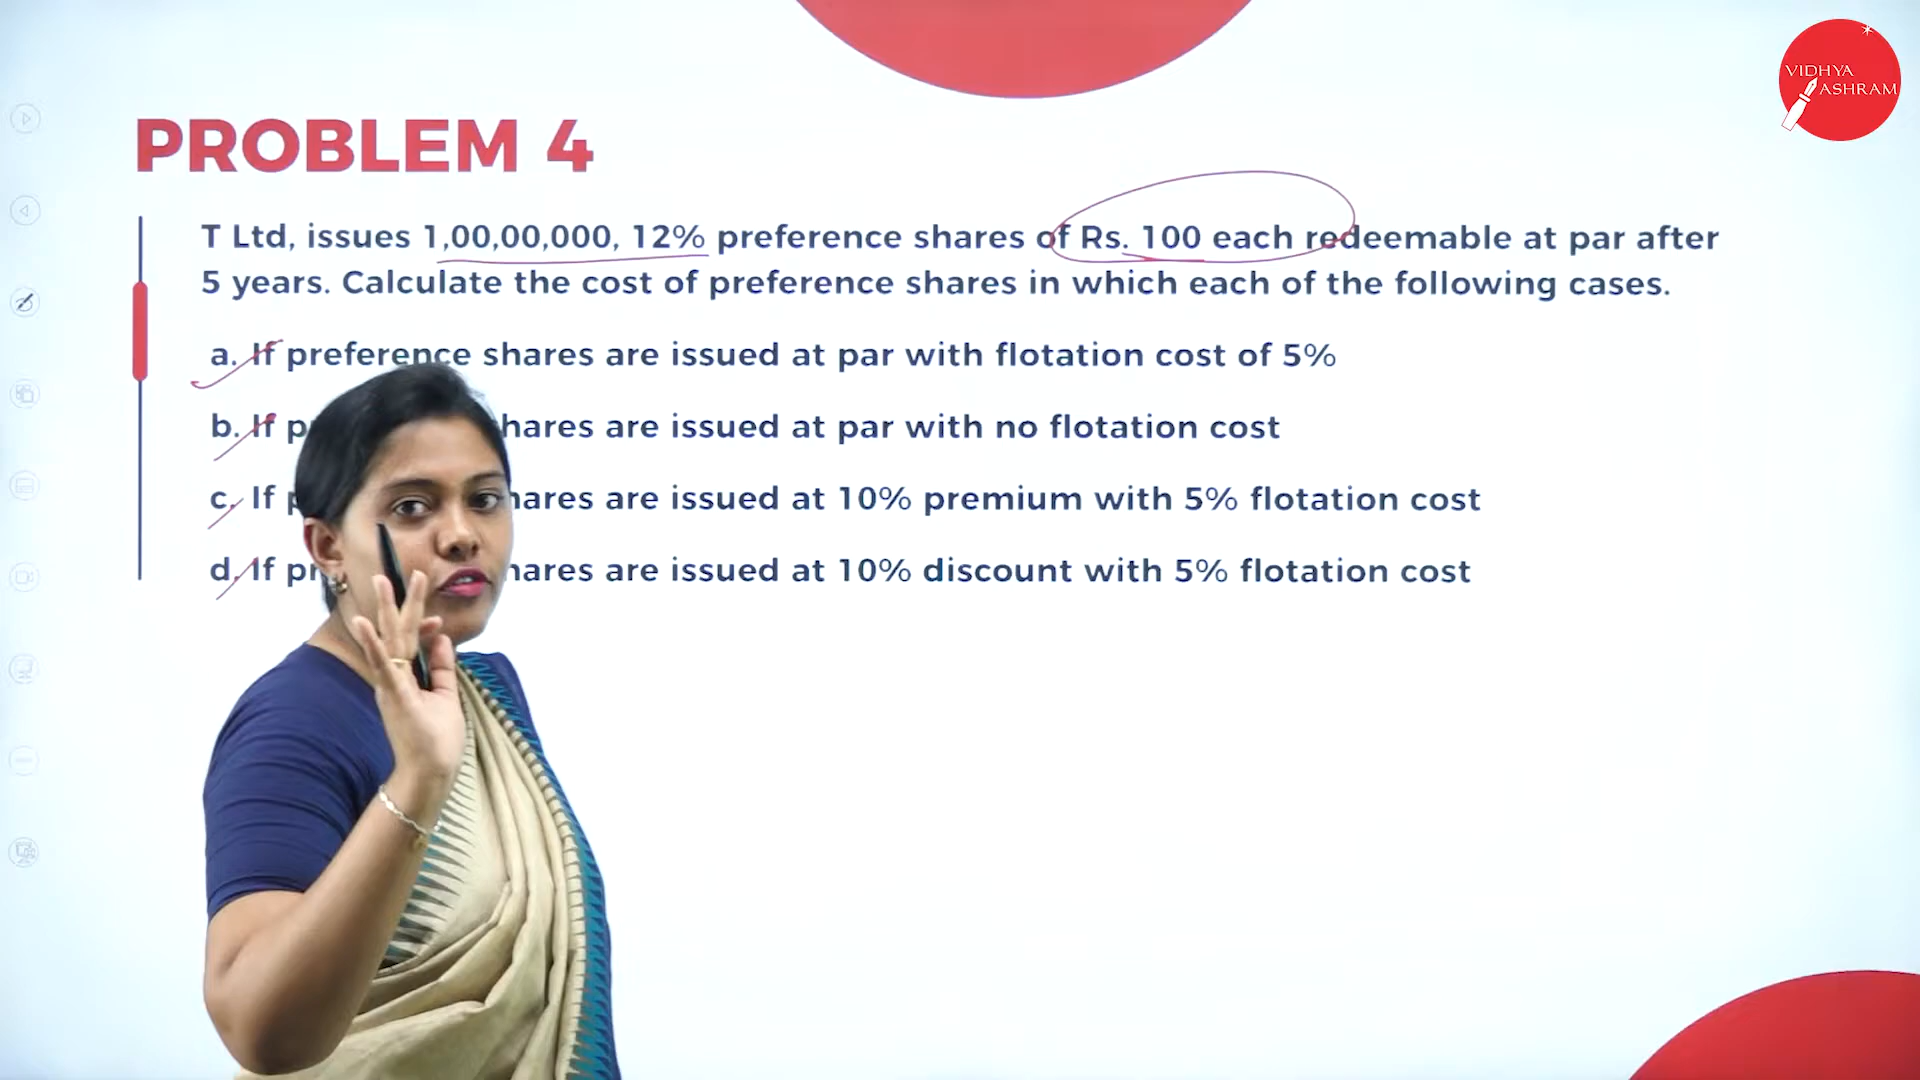 VIDHYA
ASHRAM
PROBLEM 4
T Ltd, issues 1,00,00,000, 12% preference shares of Rs. 100 each redeemable at par after
5 years. Calculate the cost of preference shares in which each of the following cases.
a. If preference shares are issued at par with flotation cost of 5%
b. If hares are issued at par with no flotation cost
c. If hares are issued at 10% premium with 5% flotation cost
d. If hares are issued at 10% discount with 5% flotation cost